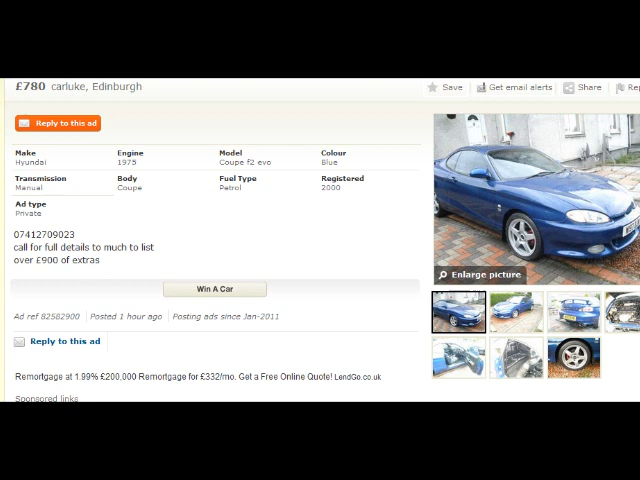 £780 carluke, Edinburgh
Save Get email alerts Share
Reply to this ad
Make Engine Model Colour
Hyundai 1975 Coupe f2 evo Blue
Transmission Body Fuel Type Registered
Manual Coupe Petrol 2000
Ad type
Private
07412709023
call for full details to much to list
over £900 of extras
Enlarge picture
Win A Car
Ad ref 82582900 Posted 1 hour ago Posting ads since Jan-2011
Reply to this ad
Remortgage at 1.99% £200,000 Remortgage for £332/mo. Get a Free Online Quote! LendGo.co.uk
Sponsored links